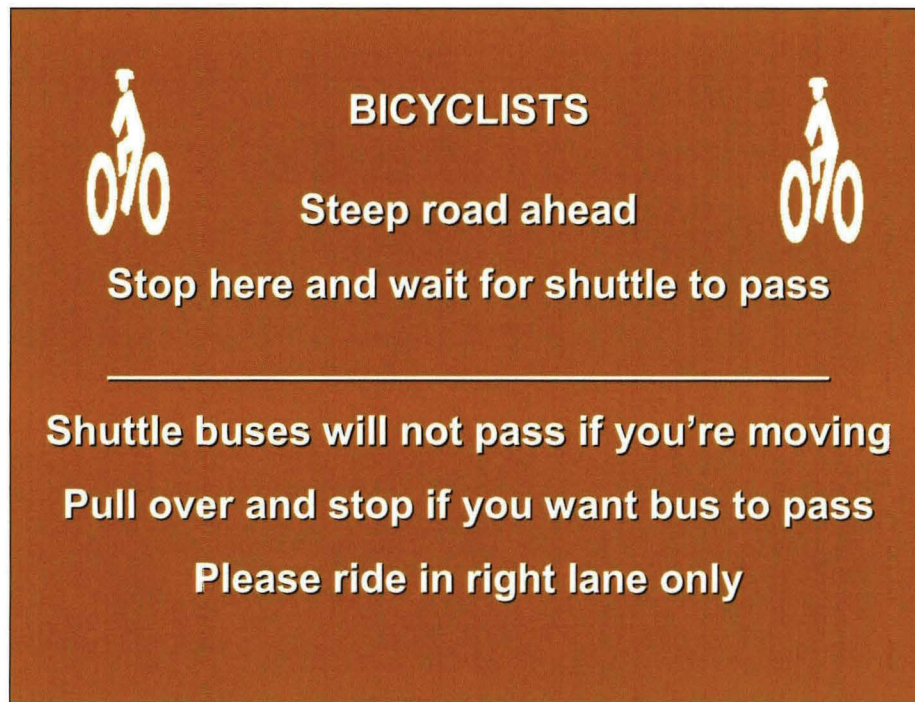 BICYCLISTS
Steep road ahead
Stop here and wait for shuttle to pass
Shuttle buses will not pass if you're moving
Pull over and stop if you want bus to pass
Please ride in right lane only